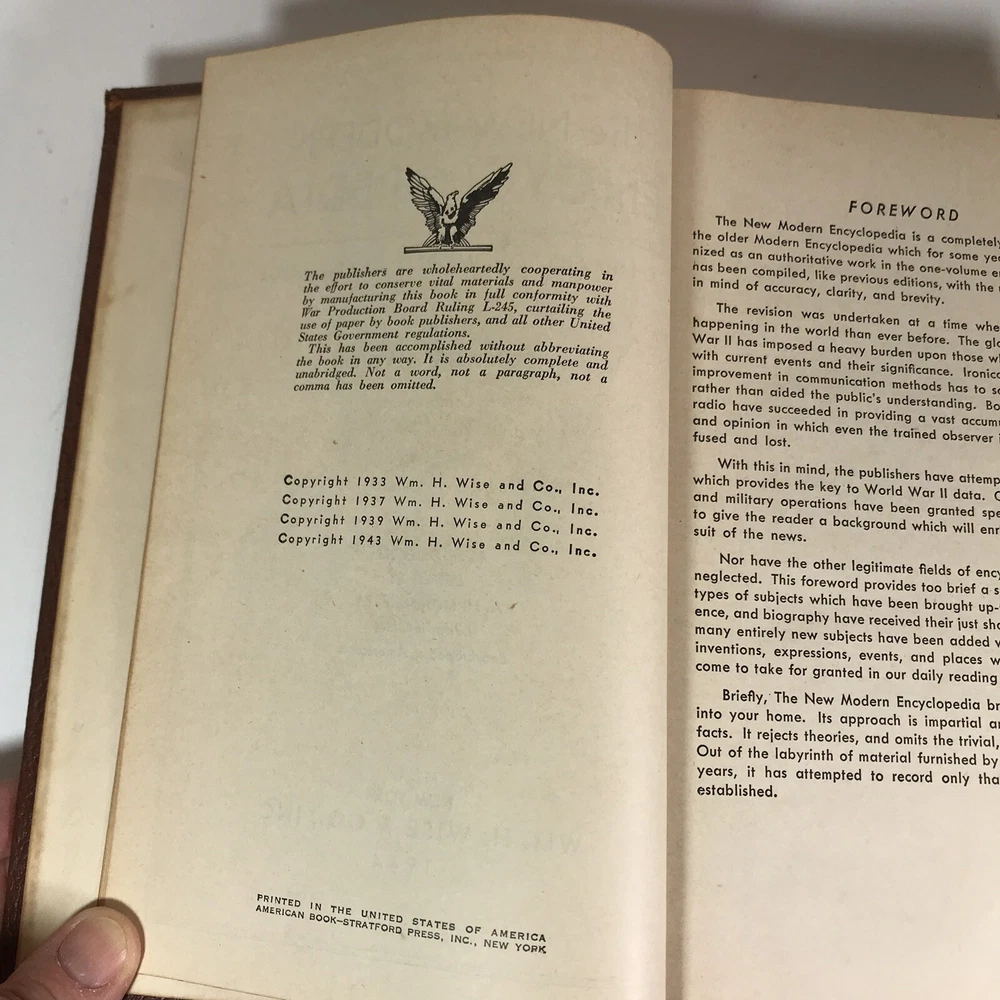 The publishers are wholeheartedly cooperating in
the effort to conserve vital materials and manpower
by manufacturing this book in full conformity with
War Production Board Ruling L-245, curtailing the
use of paper by book publishers, and all other United
States Government regulations.
This has been accomplished without abbreviating
the book in any way. It is absolutely complete and
unabridged. Not a word, not a paragraph, not a
comma has been omitted.
Copyright 1933 Wm. H. Wise and Co., Inc.
Copyright 1937 Wm. H. Wise and Co., Inc.
Copyright 1939 Wm. H. Wise and Co., Inc.
Copyright 1943 Wm. H. Wise and Co., Inc.
PRINTED IN THE UNITED STATES OF AMERICA
AMERICAN BOOK–STRATFORD PRESS, INC., NEW YORK
FOREWORD
The New Modern Encyclopedia is a completely
the older Modern Encyclopedia which for some
nized as an authoritative work in the one-volume
has been compiled, like previous editions, with the
in mind of accuracy, clarity, and brevity.
The revision was undertaken at a time
happening in the world than ever before. The
War II has imposed a heavy burden upon those
with current events and their significance.
improvement in communication methods has to
rather than aided the public's understanding.
radio have succeeded in providing a vast
and opinion in which even the trained observer
fused and lost.
With this in mind, the publishers have
which provides the key to World War II data.
and military operations have been granted
to give the reader a background which will
suit of the news.
Nor have the other legitimate fields of
neglected. This foreword provides too brief a
types of subjects which have been brought
ence, and biography have received their just
many entirely new subjects have been added
inventions, expressions, events, and places
come to take for granted in our daily reading
Briefly, The New Modern Encyclopedia
into your home. Its approach is impartial
facts. It rejects theories, and omits the trivial,
Out of the labyrinth of material furnished by
years, it has attempted to record only
established.